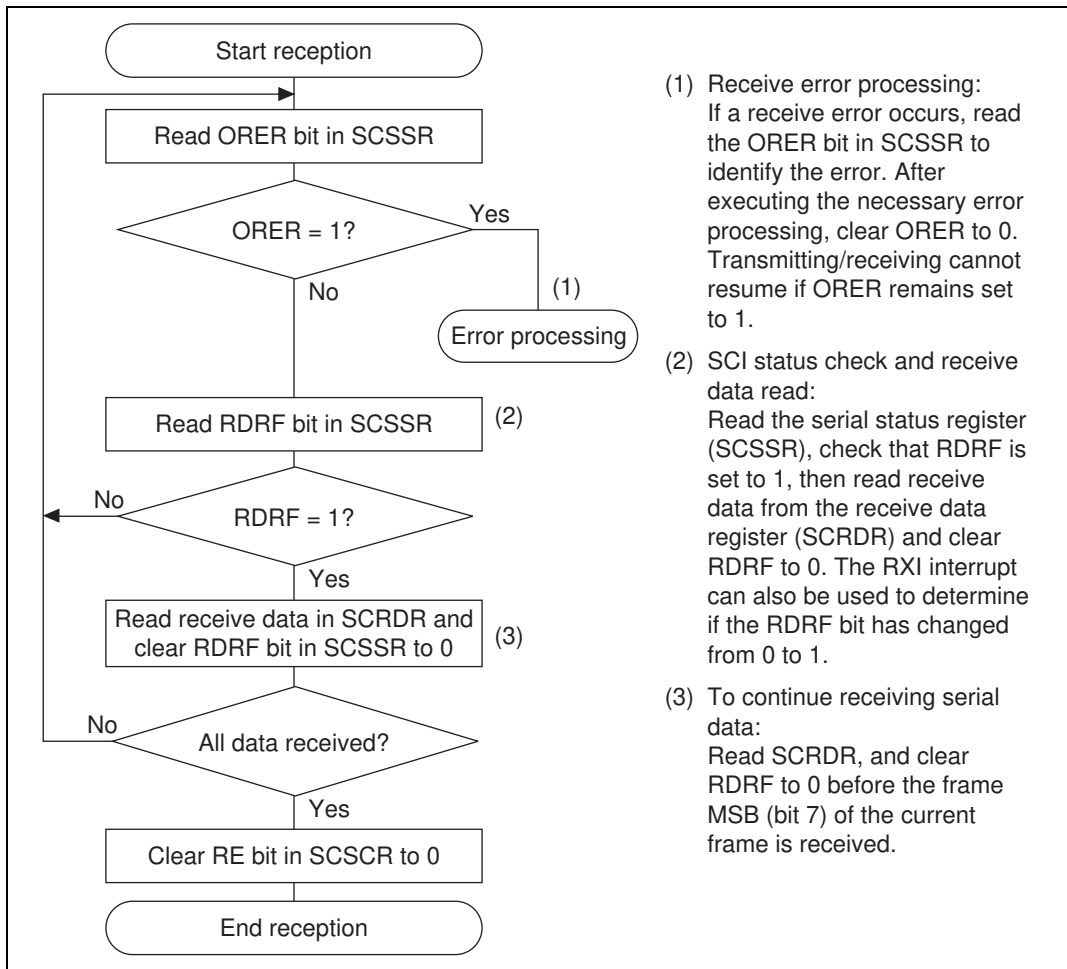 Start reception
Read ORER bit in SCSSR
ORER = 1?
Yes
No
(1)
Error processing
Read RDRF bit in SCSSR
(2)
No
RDRF = 1?
Yes
Read receive data in SCRDR and
clear RDRF bit in SCSSR to 0
(3)
No
All data received?
Yes
Clear RE bit in SCSCR to 0
End reception
(1) Receive error processing:
If a receive error occurs, read
the ORER bit in SCSSR to
identify the error. After
executing the necessary error
processing, clear ORER to 0.
Transmitting/receiving cannot
resume if ORER remains set
to 1.
(2) SCI status check and receive
data read:
Read the serial status register
(SCSSR), check that RDRF is
set to 1, then read receive
data from the receive data
register (SCRDR) and clear
RDRF to 0. The RXI interrupt
can also be used to determine
if the RDRF bit has changed
from 0 to 1.
(3) To continue receiving serial
data:
Read SCRDR, and clear
RDRF to 0 before the frame
MSB (bit 7) of the current
frame is received.